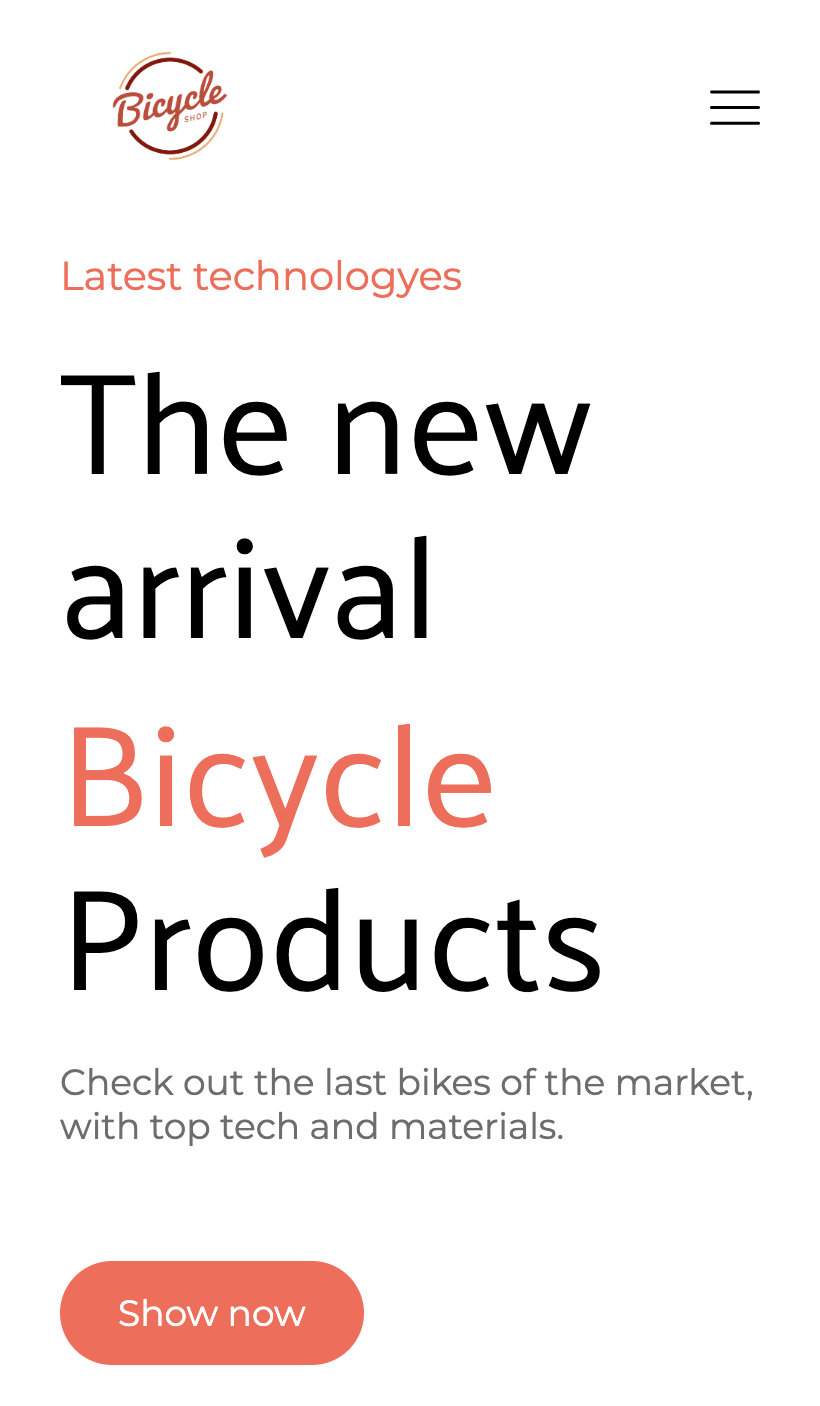 Bicycle
SHOP
Latest technologyes
The new
arrival
Bicycle
Products
Check out the last bikes of the market,
with top tech and materials.
Show now